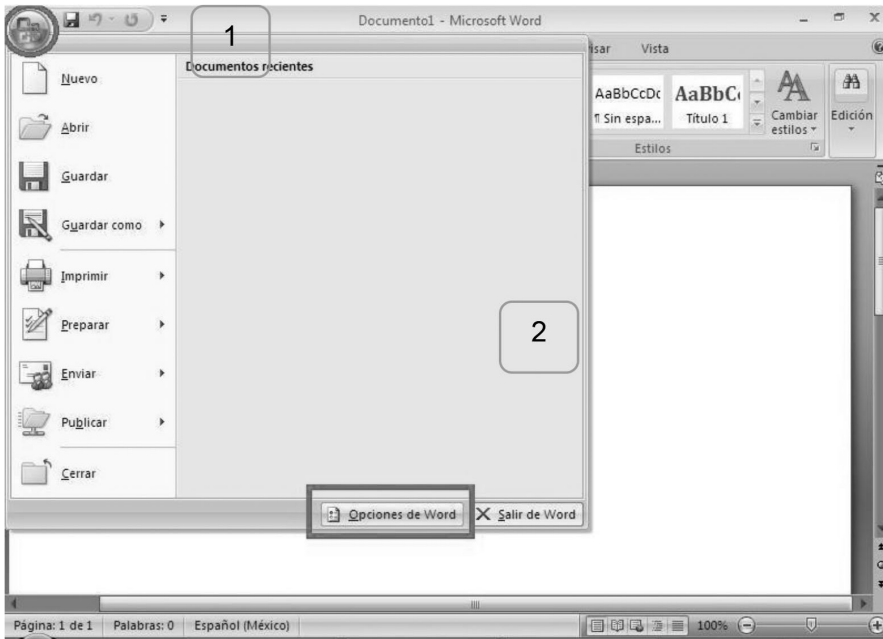 Documento1 - Microsoft Word
1
isar Vista
Documentos recientes
Nuevo
Abrir
Guardar
Guardar como
Imprimir
Preparar
Enviar
Publicar
Cerrar
2
Opciones de Word
Salir de Word
AaBbCcDc
AaBbC
¶ Sin espa...
Título 1
Cambiar
estilos
Edición
Estilos
Página: 1 de 1
Palabras: 0
Español (México)
100%